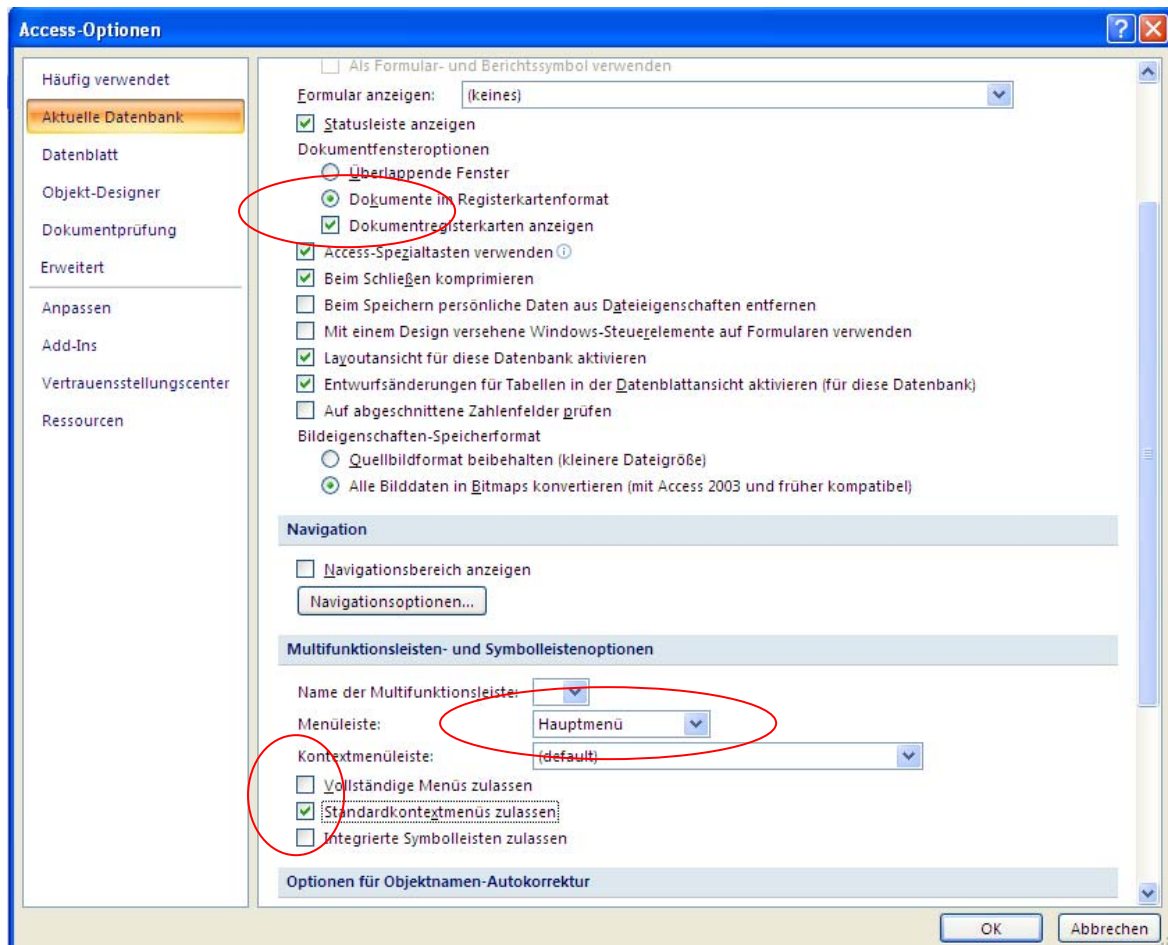 Access-Optionen
Häufig verwendet
Aktuelle Datenbank
Datenblatt
Objekt-Designer
Dokumentprüfung
Erweitert
Anpassen
Add-Ins
Vertrauensstellungscenter
Ressourcen
Als Formular- und Berichtssymbol verwenden
Formular anzeigen: (keines)
Statusleiste anzeigen
Dokumentfensteroptionen
Überlappende Fenster
Dokumente im Registerkartenformat
Dokumentregisterkarten anzeigen
Access-Spezialtasten verwenden
Beim Schließen komprimieren
Beim Speichern persönliche Daten aus Dateieigenschaften entfernen
Mit einem Design versehene Windows-Steuerelemente auf Formularen verwenden
Layoutansicht für diese Datenbank aktivieren
Entwurfsänderungen für Tabellen in der Datenblattansicht aktivieren (für diese Datenbank)
Auf abgeschnittene Zahlenfelder prüfen
Bildeigenschaften-Speicherformat
Quellbildformat beibehalten (kleinere Dateigröße)
Alle Bilddaten in Bitmaps konvertieren (mit Access 2003 und früher kompatibel)
Navigation
Navigationsbereich anzeigen
Navigationsoptionen...
Multifunktionsleisten- und Symbolleistenoptionen
Name der Multifunktionsleiste:
Menüleiste: Hauptmenü
Kontextmenüleiste: (default)
Vollständige Menüs zulassen
Standardkontextmenüs zulassen
Integrierte Symbolleisten zulassen
Optionen für Objektnamen-Autokorrektur
OK Abbrechen